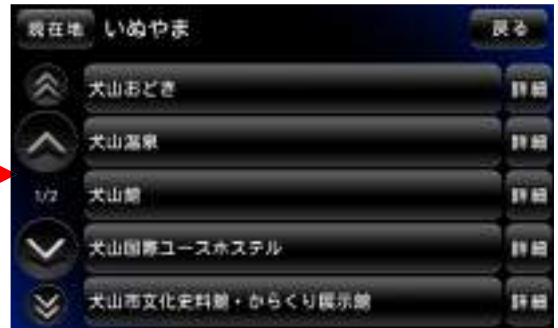 現在地 いぬやま 戻る
犬山おどき 詳細
犬山温泉 詳細
1/2 犬山館 詳細
犬山国際ユースホステル 詳細
犬山市文化史料館・からくり展示館 詳細